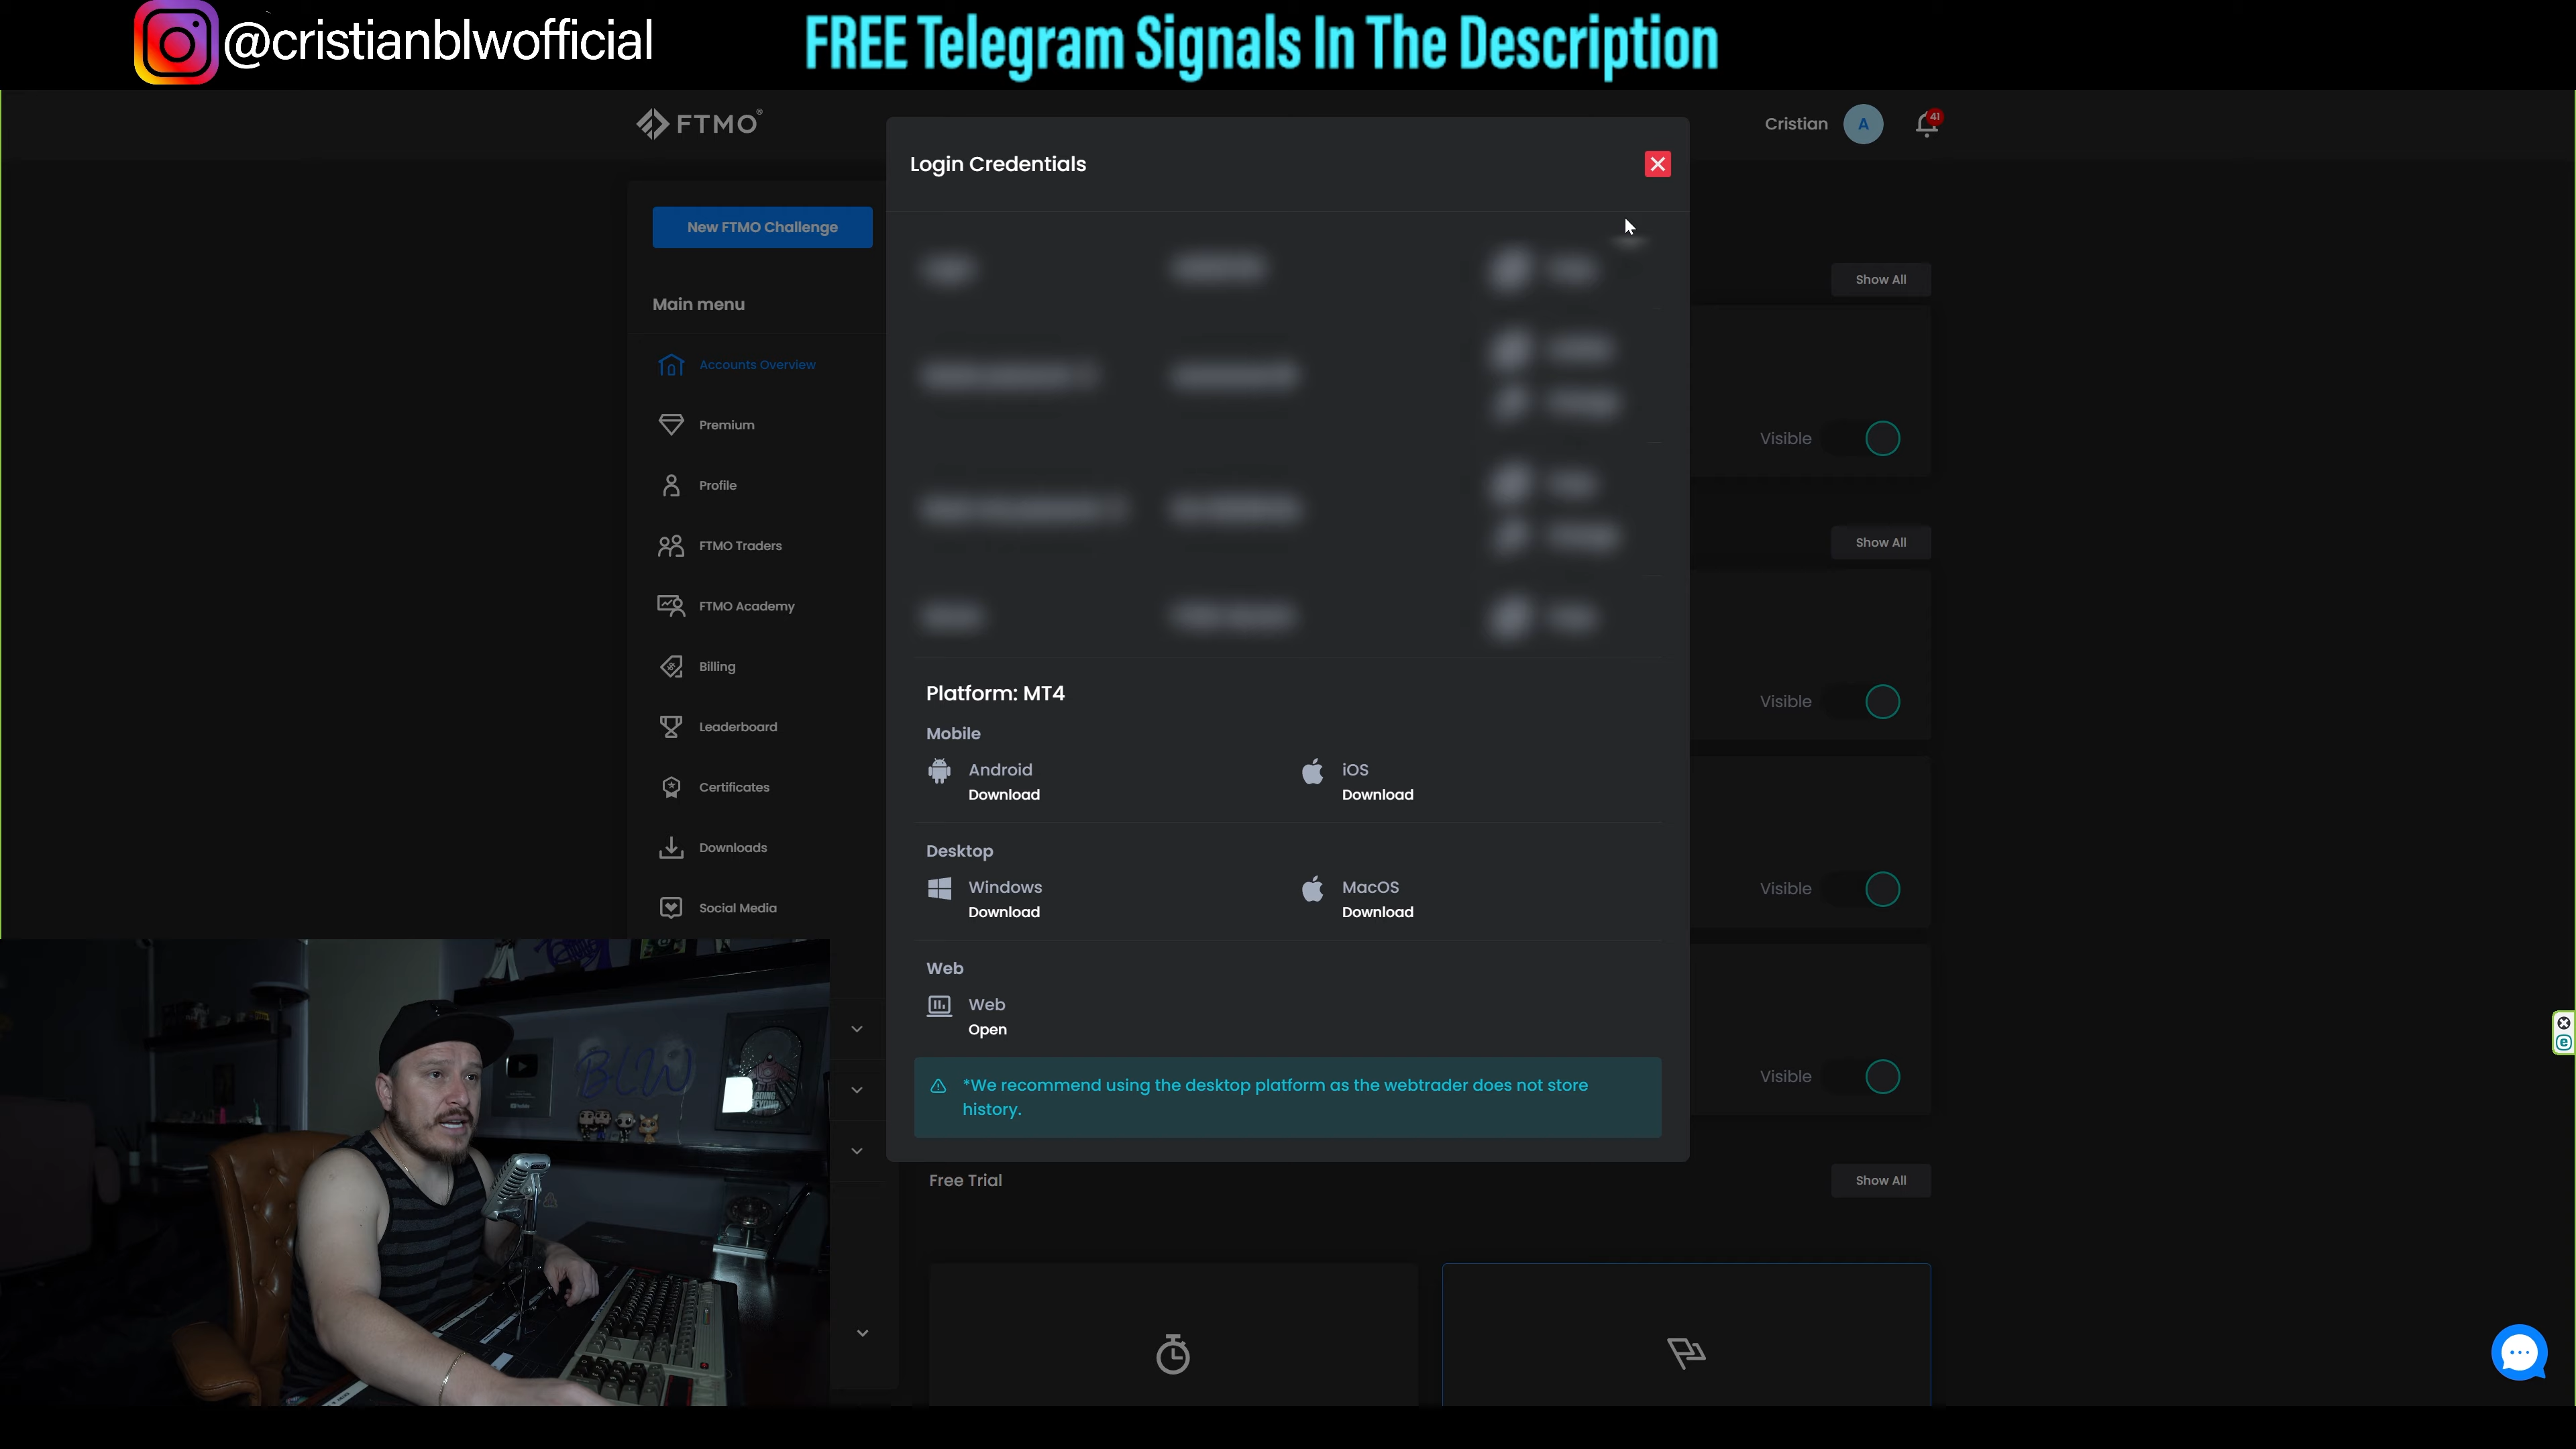 @cristianblwofficial
FREE Telegram Signals In The Description
FTMO®
Cristian
A
41
Login Credentials
New FTMO Challenge
Main menu
Accounts Overview
Premium
Profile
FTMO Traders
FTMO Academy
Billing
Leaderboard
Certificates
Downloads
Social Media
Show All
Visible
Show All
Visible
Visible
Visible
Platform: MT4
Mobile
Android
Download
iOS
Download
Desktop
Windows
Download
MacOS
Download
Web
Web
Open
*We recommend using the desktop platform as the webtrader does not store
history.
Free Trial
Show All
BLW